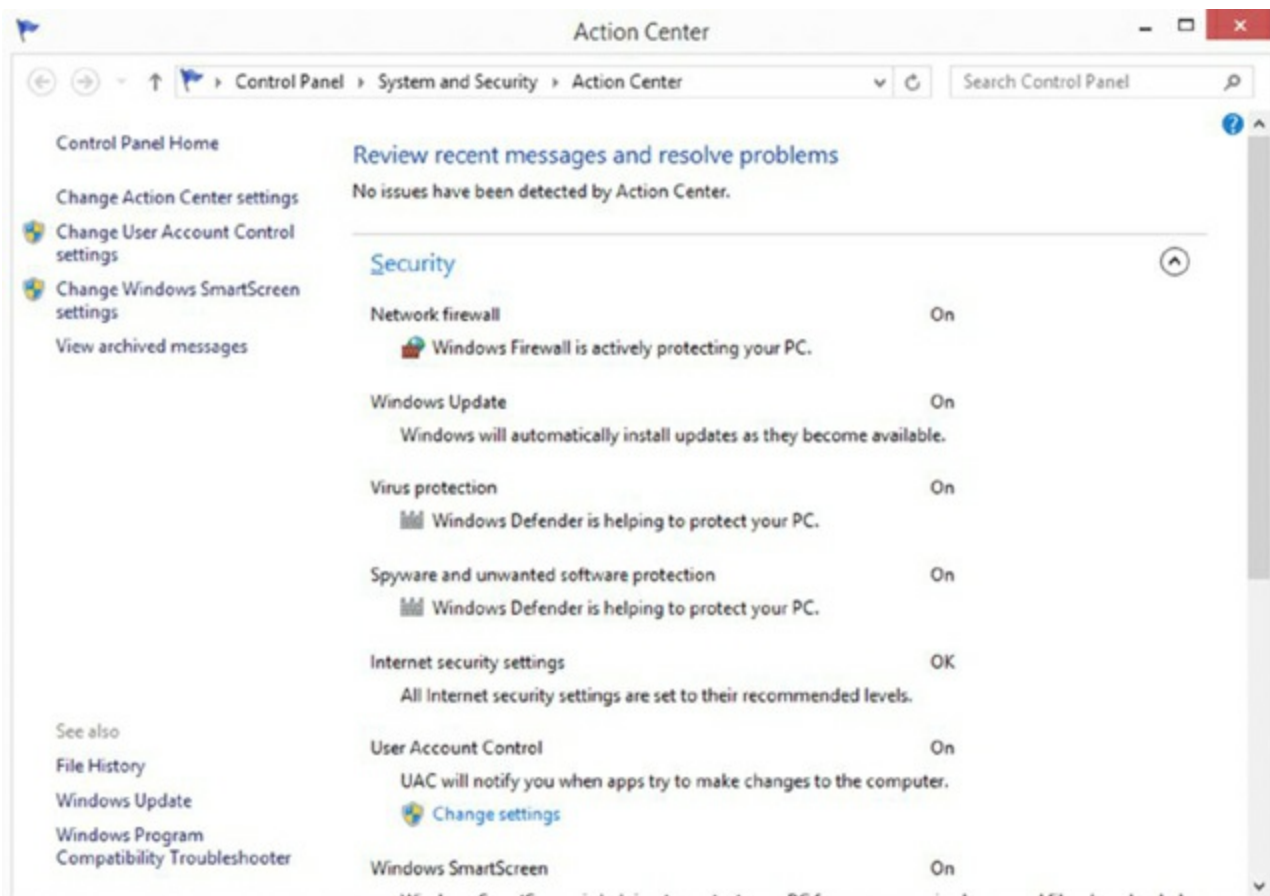 Action Center
Control Panel System and Security Action Center
Search Control Panel
Control Panel Home
Change Action Center settings
Change User Account Control
settings
Change Windows SmartScreen
settings
View archived messages
See also
File History
Windows Update
Windows Program
Compatibility Troubleshooter
Review recent messages and resolve problems
No issues have been detected by Action Center.
Security
Network firewall On
Windows Firewall is actively protecting your PC.
Windows Update On
Windows will automatically install updates as they become available.
Virus protection On
Windows Defender is helping to protect your PC.
Spyware and unwanted software protection On
Windows Defender is helping to protect your PC.
Internet security settings OK
All Internet security settings are set to their recommended levels.
User Account Control On
UAC will notify you when apps try to make changes to the computer.
Change settings
Windows SmartScreen On